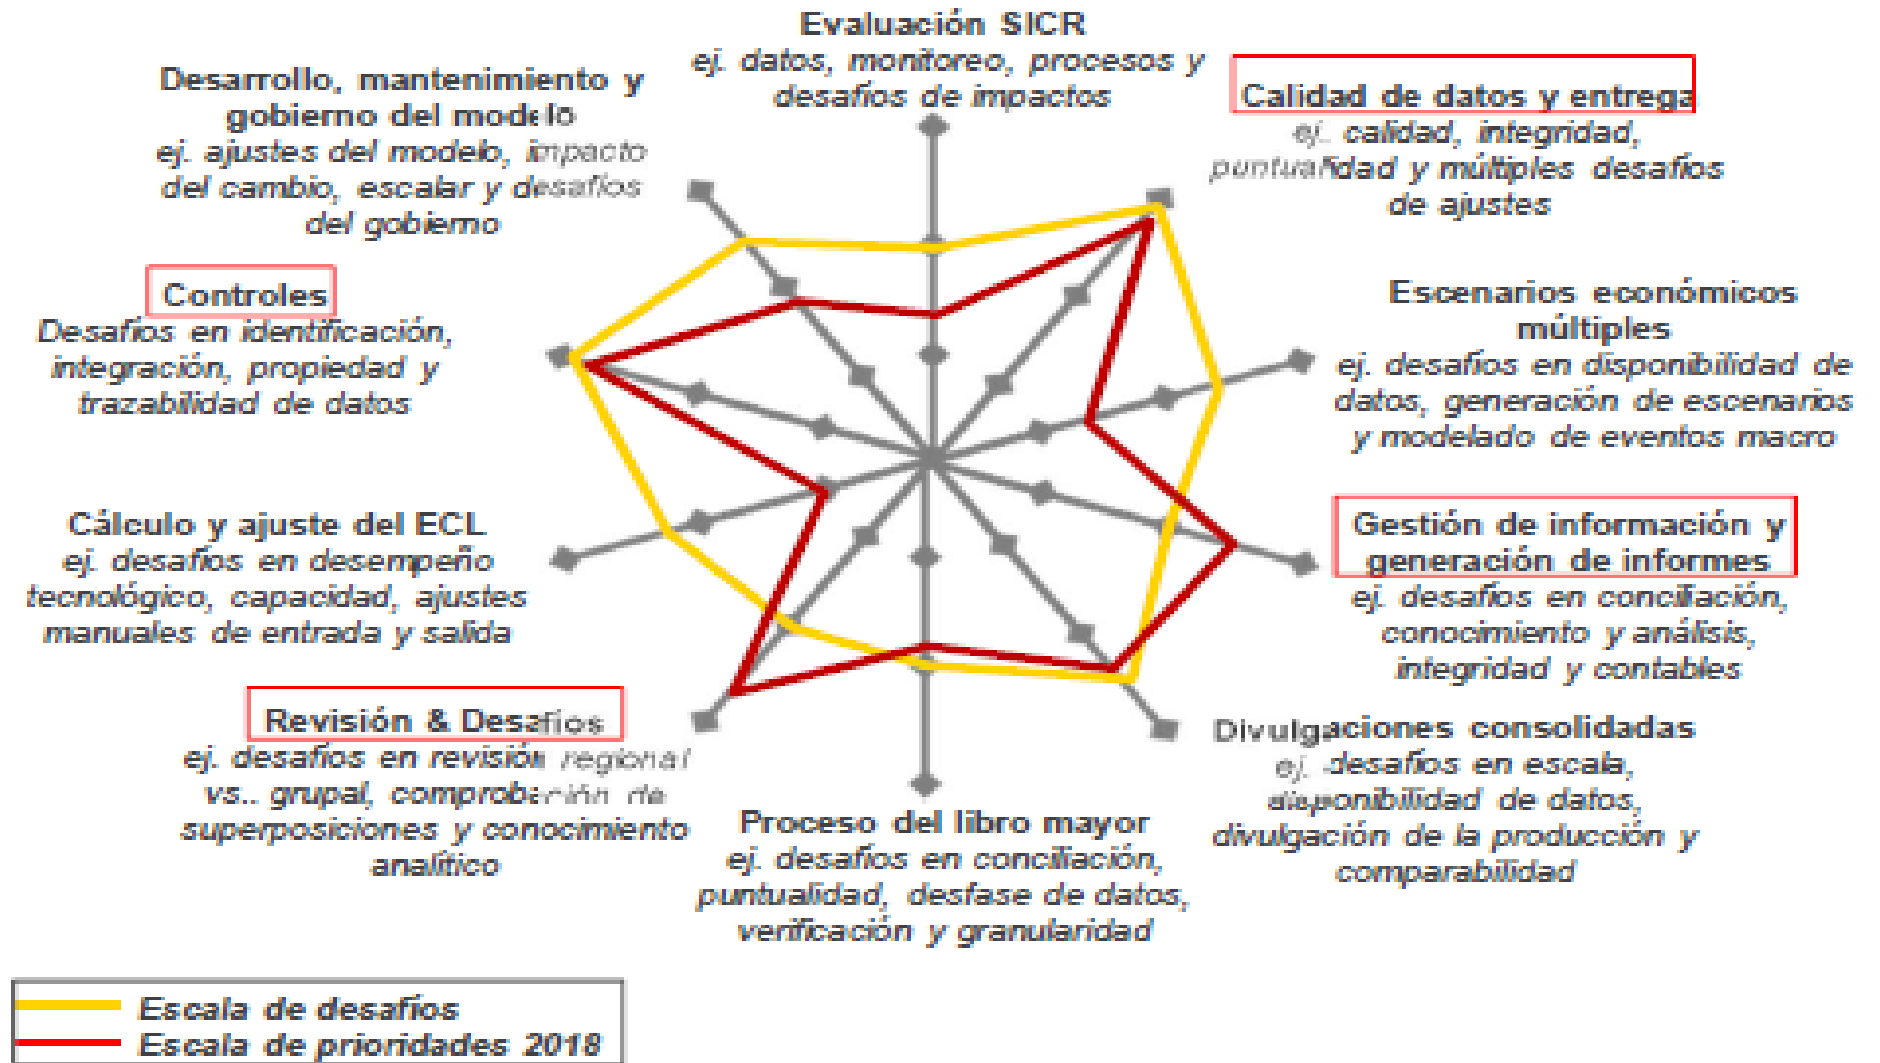 Evaluación SICR
ej. datos, monitoreo, procesos y
desafíos de impactos
Calidad de datos y entrega
ej.. calidad, integridad,
puntualidad y múltiples desafíos
de ajustes
Escenarios económicos
múltiples
ej. desafíos en disponibilidad de
datos, generación de escenarios
y modelado de eventos macro
Gestión de información y
generación de informes
ej. desafíos en conciliación,
conocimiento y análisis,
integridad y contables
Divulgaciones consolidadas
ej. desafíos en escala,
disponibilidad de datos,
divulgación de la producción y
comparabilidad
Proceso del libro mayor
ej. desafíos en conciliación,
puntualidad, desfase de datos,
verificación y granularidad
Revisión & Desafíos
ej. desafíos en revisión regional
vs.. grupal, comprobación de
superposiciones y conocimiento
analítico
Cálculo y ajuste del ECL
ej. desafíos en desempeño
tecnológico, capacidad, ajustes
manuales de entrada y salida
Controles
Desafíos en identificación,
integración, propiedad y
trazabilidad de datos
Desarrollo, mantenimiento y
gobierno del modelo
ej. ajustes del modelo, impacto
del cambio, escalar y desafíos
del gobierno
Escala de desafíos
Escala de prioridades 2018